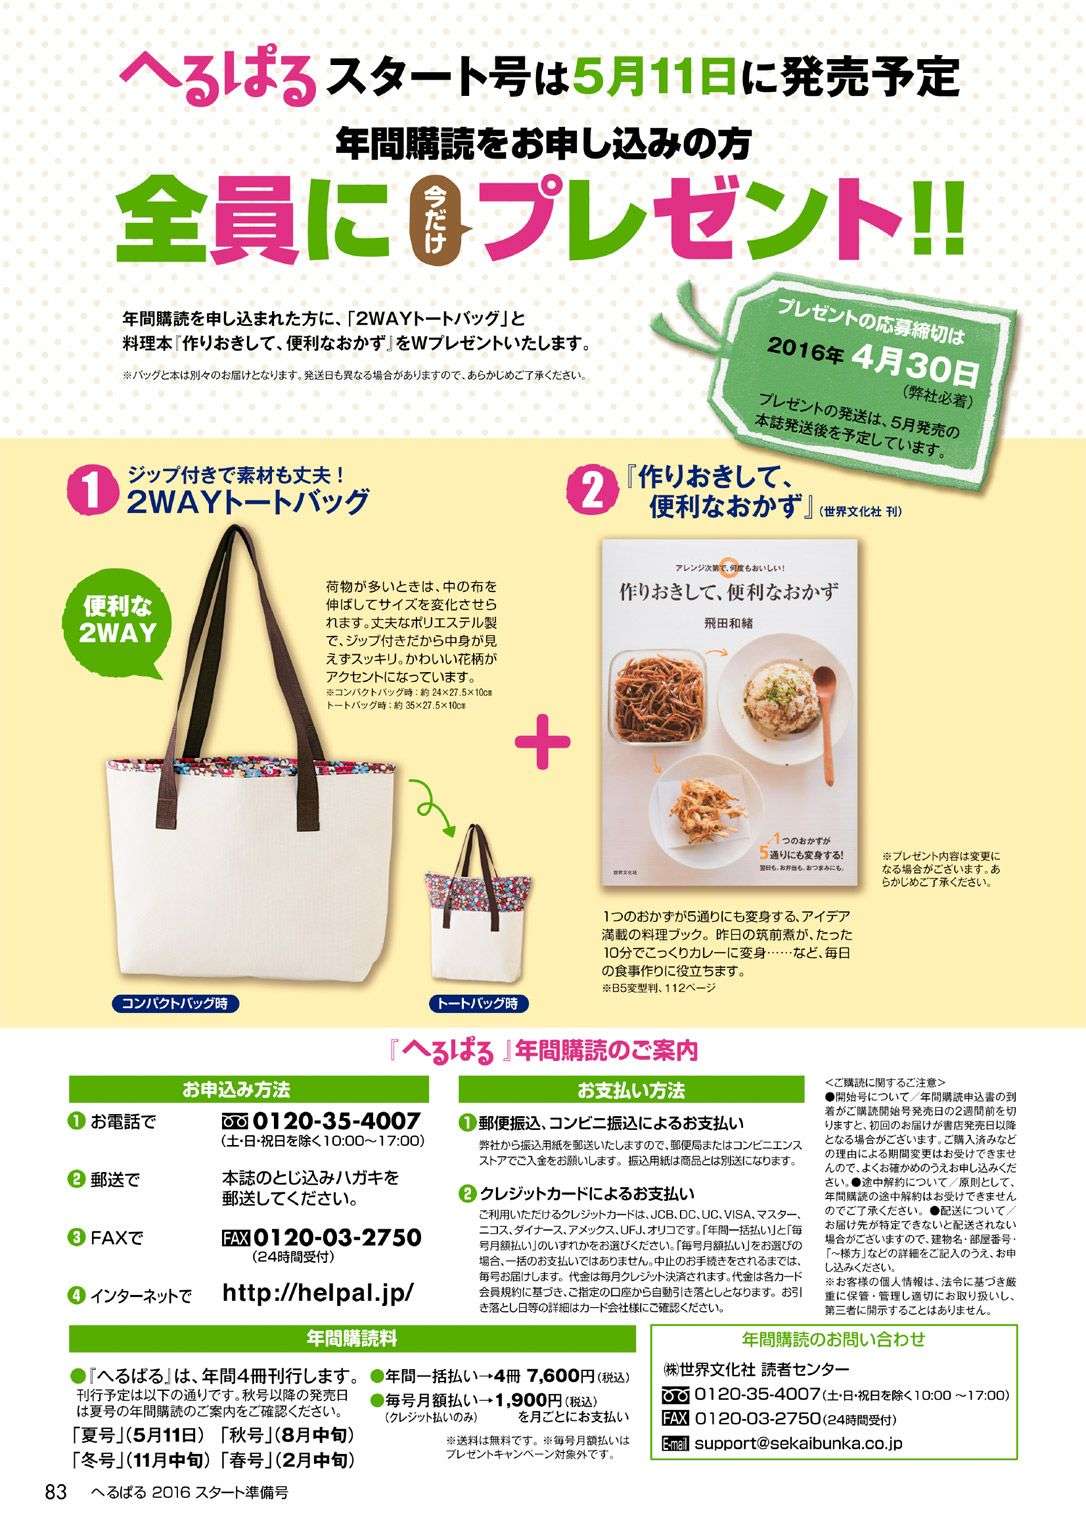 へるぱる スタート号は5月11日に発売予定
年間購読をお申し込みの方
全員に 今だけ プレゼント!!
年間購読を申し込まれた方に、「2WAYトートバッグ」と
料理本『作りおきして、便利なおかず』をWプレゼントいたします。
※バッグと本は別々のお届けとなります。発送日も異なる場合がありますので、あらかじめご了承ください。
プレゼントの応募締切は
2016年 4月30日
(弊社必着)
プレゼントの発送は、5月発売の
本誌発送後を予定しています。
1 ジップ付きで素材も丈夫!
2WAYトートバッグ
便利な
2WAY
荷物が多いときは、中の布を
伸ばしてサイズを変化させら
れます。丈夫なポリエステル製
で、ジップ付きだから中身が見
えずスッキリ。かわいい花柄が
アクセントになっています。
※コンパクトバッグ時:約24×27.5×10㎝
トートバッグ時:約35×27.5×10㎝
コンパクトバッグ時
トートバッグ時
+
2 『作りおきして、
便利なおかず』(世界文化社 刊)
アレンジ次第で、何度もおいしい!
作りおきして、便利なおかず
飛田和緒
1つのおかずが
5通りにも変身する!
翌日も。お弁当も。おつまみにも。
世界文化社
※プレゼント内容は変更に
なる場合がございます。あ
らかじめご了承ください。
1つのおかずが5通りにも変身する、アイデア
満載の料理ブック。昨日の筑前煮が、たった
10分でこっくりカレーに変身……など、毎日
の食事作りに役立ちます。
※B5変型判、112ページ
『へるぱる』年間購読のご案内
お申込み方法
1 お電話で 0120-35-4007
(土・日・祝日を除く10:00〜17:00)
2 郵送で 本誌のとじ込みハガキを
郵送してください。
3 FAXで FAX 0120-03-2750
(24時間受付)
4 インターネットで http://helpal.jp/
お支払い方法
1 郵便振込、コンビニ振込によるお支払い
弊社から振込用紙を郵送いたしますので、郵便局またはコンビニエンス
ストアでご入金をお願いします。振込用紙は商品とは別送になります。
2 クレジットカードによるお支払い
ご利用いただけるクレジットカードは、JCB、DC、UC、VISA、マスター、
ニコス、ダイナース、アメックス、UFJ、オリコです。「年間一括払い」と「毎
号月額払い」のいずれかをお選びください。「毎号月額払い」をお選びの
場合、一括のお支払いではありません。中止のお手続きをされるまでは、
毎号お届けします。代金は毎月クレジット決済されます。代金は各カード
会員規約に基づき、ご指定の口座から自動引き落としとなります。お引
き落とし日等の詳細はカード会社様にご確認ください。
<ご購読に関するご注意>
●開始号について/年間購読申込書の到
着がご購読開始号発売日の2週間前を切
りますと、初回のお届けが書店発売日以降
となる場合がございます。ご購入済みなど
の理由による期間変更はお受けできませ
んので、よくお確かめのうえお申し込みくだ
さい。●途中解約について/原則として、
年間購読の途中解約はお受けできません
のでご了承ください。●配送について/
お届け先が特定できないと配送されない
場合がございますので、建物名・部屋番号・
「〜様方」などの詳細をご記入のうえ、お申
し込みください。
※お客様の個人情報は、法令に基づき厳
重に保管・管理し適切にお取り扱いし、
第三者に開示することはありません。
年間購読料
●『へるぱる』は、年間4冊刊行します。
刊行予定は以下の通りです。秋号以降の発売日
は夏号の年間購読のご案内をご確認ください。
「夏号」(5月11日) 「秋号」(8月中旬)
「冬号」(11月中旬) 「春号」(2月中旬)
●年間一括払い→4冊 7,600円(税込)
●毎号月額払い→1,900円(税込)
(クレジット払いのみ) を月ごとにお支払い
※送料は無料です。※毎号月額払いは
プレゼントキャンペーン対象外です。
年間購読のお問い合わせ
㈱世界文化社 読者センター
0120-35-4007(土・日・祝日を除く10:00〜17:00)
FAX 0120-03-2750(24時間受付)
E-mail support@sekaibunka.co.jp
83 へるぱる 2016 スタート準備号